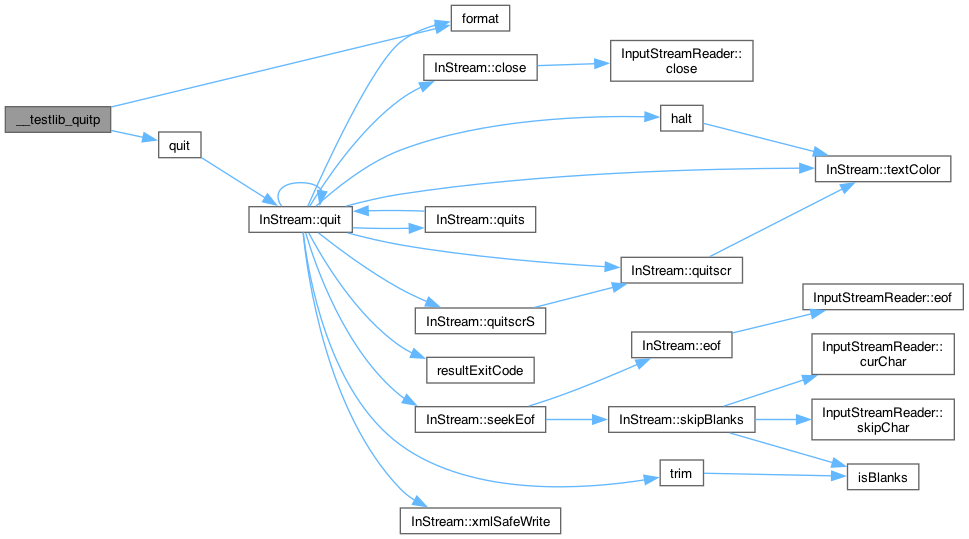 format
InStream::close
InputStreamReader::
close
__testlib_quitp
quit
halt
InStream::textColor
InStream::quit
InStream::quits
InStream::quitscr
InStream::quitscrS
InStream::eof
InputStreamReader::eof
InputStreamReader::
curChar
resultExitCode
InStream::seekEof
InStream::skipBlanks
InputStreamReader::
skipChar
trim
isBlanks
InStream::xmlSafeWrite